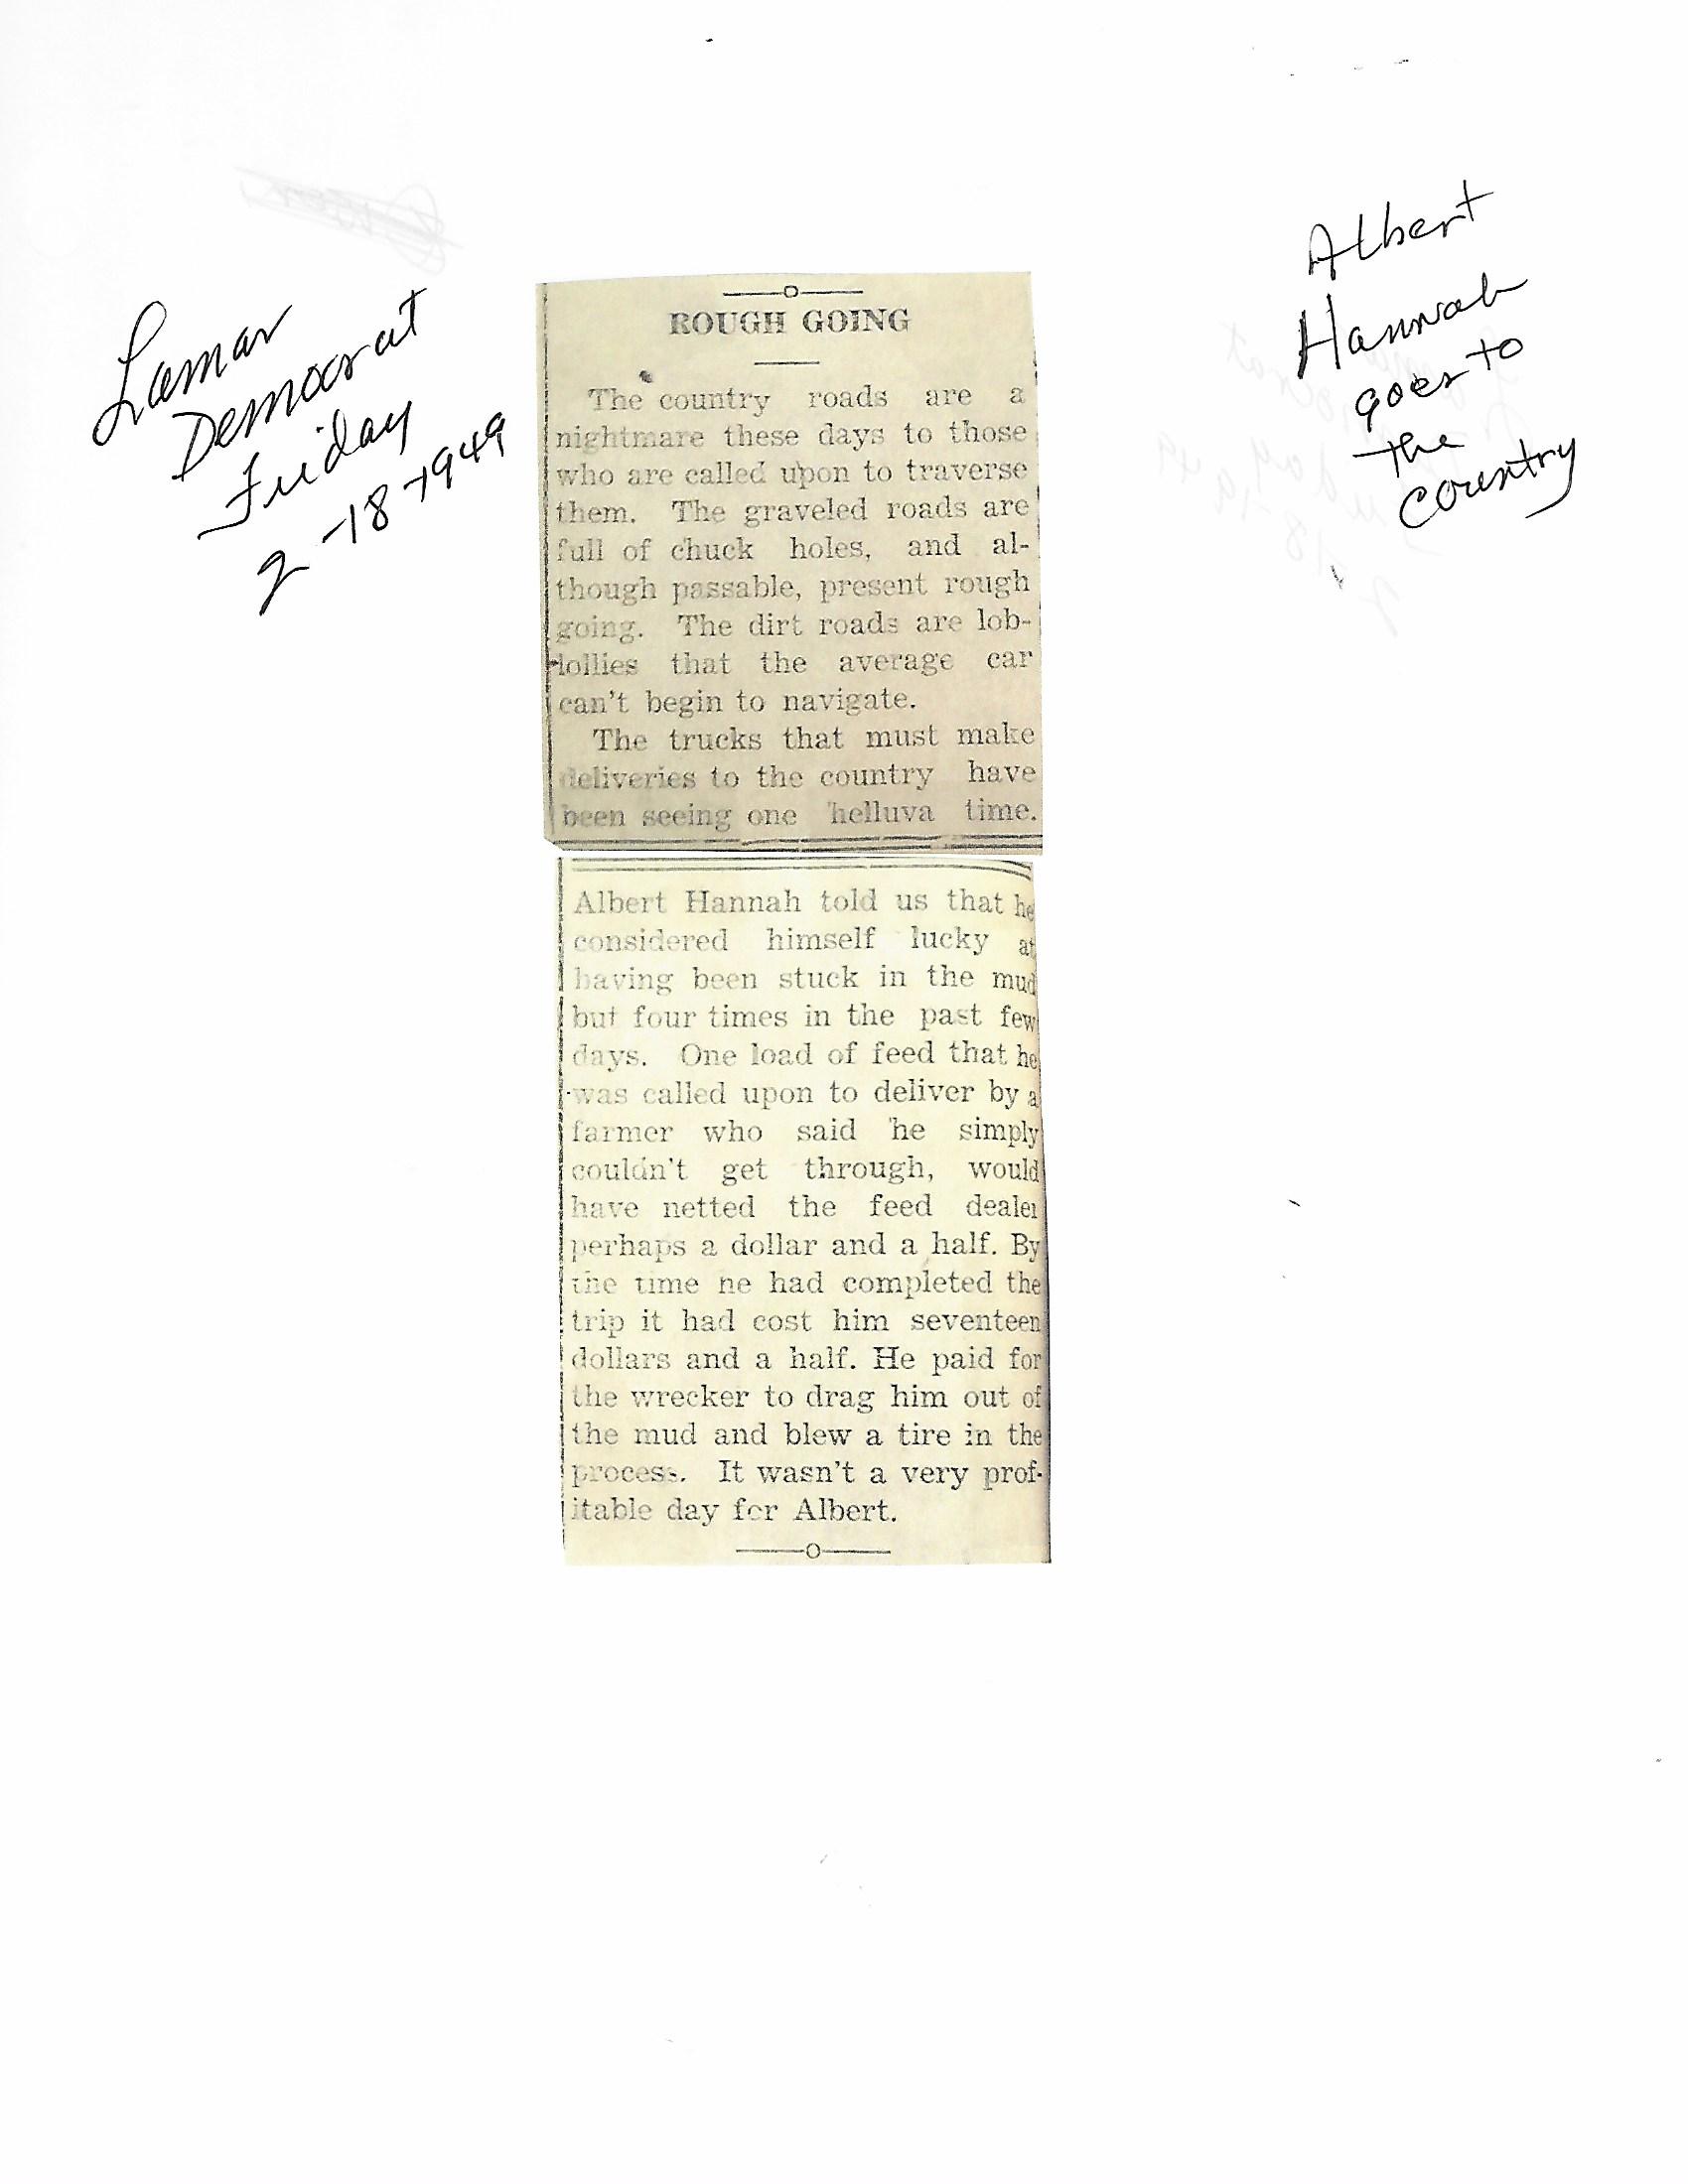 Lamar
Democrat
Friday
2-18-1949
Albert
Hannah
goes to
the
country
ROUGH GOING
The country roads are a
nightmare these days to those
who are called upon to traverse
them. The graveled roads are
full of chuck holes, and al-
though passable, present rough
going. The dirt roads are lob-
lollies that the average car
can't begin to navigate.
The trucks that must make
deliveries to the country have
been seeing one helluva time.
Albert Hannah told us that he
considered himself lucky at
having been stuck in the mud
but four times in the past few
days. One load of feed that he
was called upon to deliver by a
farmer who said he simply
couldn't get through, would
have netted the feed dealer
perhaps a dollar and a half. By
the time he had completed the
trip it had cost him seventeen
dollars and a half. He paid for
the wrecker to drag him out of
the mud and blew a tire in the
process. It wasn't a very prof-
itable day for Albert.